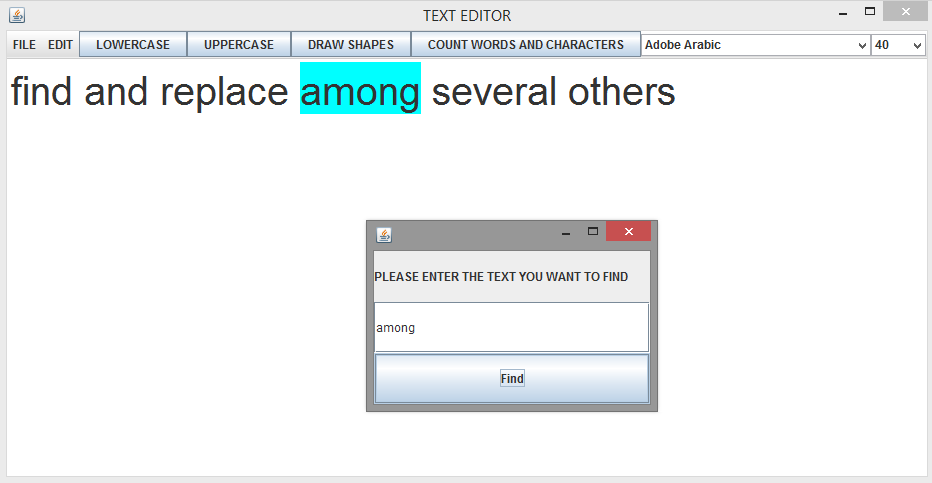 TEXT EDITOR
FILE EDIT LOWERCASE UPPERCASE DRAW SHAPES COUNT WORDS AND CHARACTERS Adobe Arabic 40
find and replace among several others
PLEASE ENTER THE TEXT YOU WANT TO FIND
among
Find